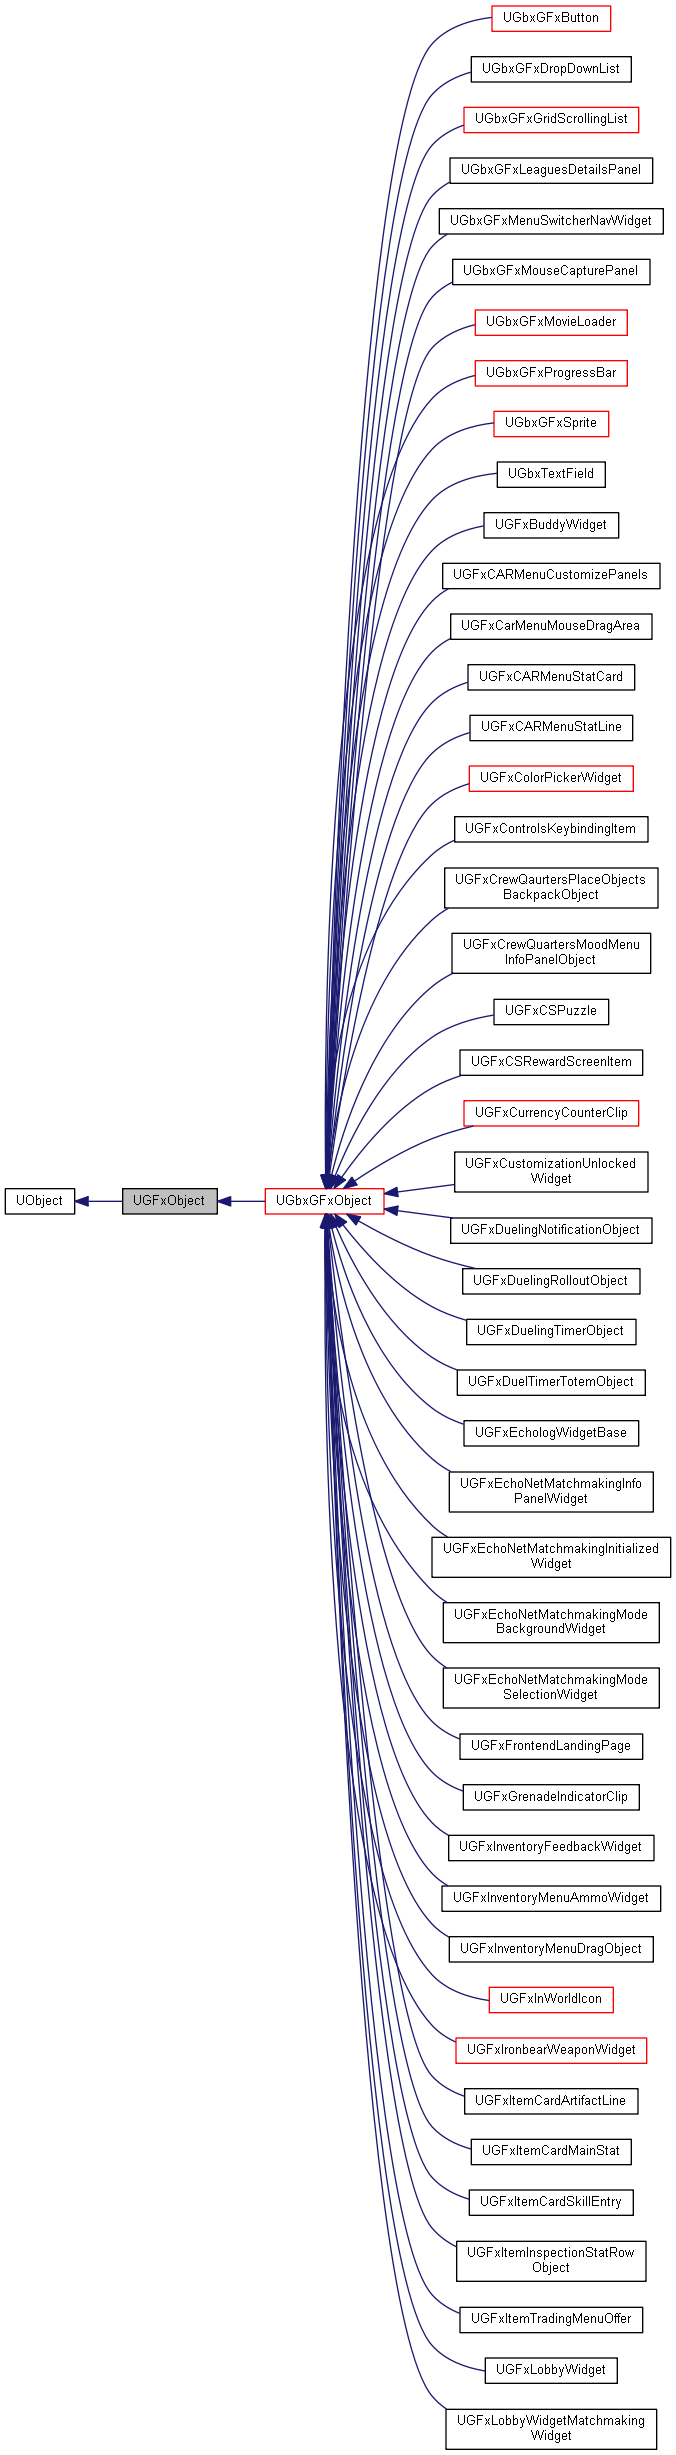 UGbxGFxButton
UGbxGFxDropDownList
UGbxGFxGridScrollingList
UGbxGFxLeaguesDetailsPanel
UGbxGFxMenuSwitcherNavWidget
UGbxGFxMouseCapturePanel
UGbxGFxMovieLoader
UGbxGFxProgressBar
UGbxGFxSprite
UGbxTextField
UGFxBuddyWidget
UGFxCARMenuCustomizePanels
UGFxCarMenuMouseDragArea
UGFxCARMenuStatCard
UGFxCARMenuStatLine
UGFxColorPickerWidget
UGFxControlsKeybindingItem
UGFxCrewQaurtersPlaceObjects
BackpackObject
UGFxCrewQuartersMoodMenu
InfoPanelObject
UGFxCSPuzzle
UGFxCSRewardScreenItem
UGFxCurrencyCounterClip
UGFxCustomizationUnlocked
Widget
UObject
UGFxObject
UGbxGFxObject
UGFxDuelingNotificationObject
UGFxDuelingRolloutObject
UGFxDuelingTimerObject
UGFxDuelTimerTotemObject
UGFxEchologWidgetBase
UGFxEchoNetMatchmakingInfo
PanelWidget
UGFxEchoNetMatchmakingInitialized
Widget
UGFxEchoNetMatchmakingMode
BackgroundWidget
UGFxEchoNetMatchmakingMode
SelectionWidget
UGFxFrontendLandingPage
UGFxGrenadeIndicatorClip
UGFxInventoryFeedbackWidget
UGFxInventoryMenuAmmoWidget
UGFxInventoryMenuDragObject
UGFxInWorldIcon
UGFxIronbearWeaponWidget
UGFxItemCardArtifactLine
UGFxItemCardMainStat
UGFxItemCardSkillEntry
UGFxItemInspectionStatRow
Object
UGFxItemTradingMenuOffer
UGFxLobbyWidget
UGFxLobbyWidgetMatchmaking
Widget